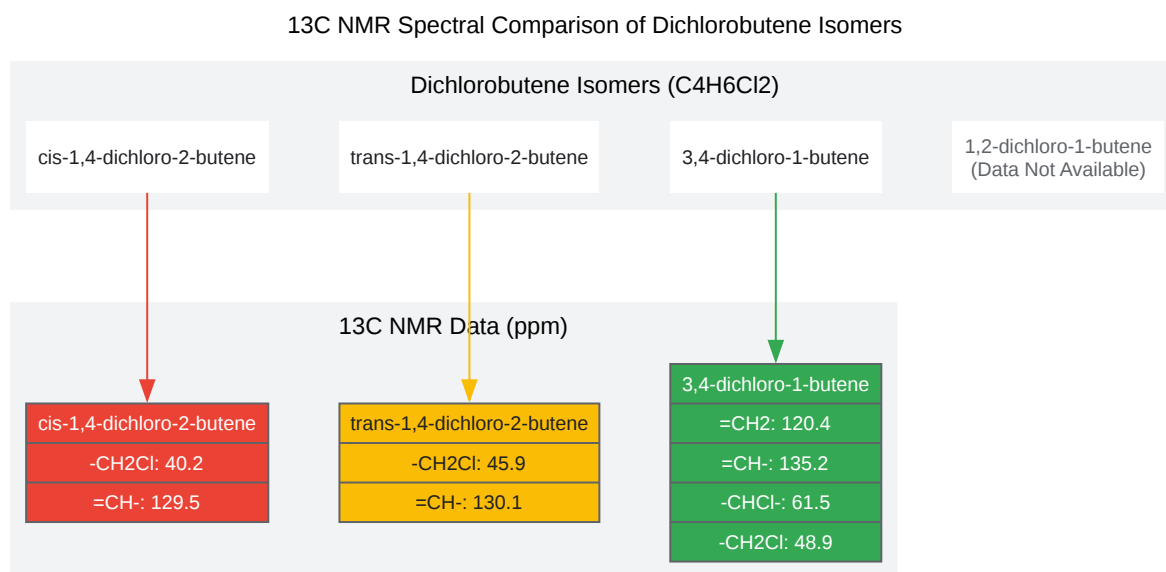 13C NMR Spectral Comparison of Dichlorobutene Isomers
Dichlorobutene Isomers (C4H6Cl2)
cis-1,4-dichloro-2-butene
trans-1,4-dichloro-2-butene
3,4-dichloro-1-butene
1,2-dichloro-1-butene
(Data Not Available)
13C NMR Data (ppm)
cis-1,4-dichloro-2-butene
-CH2Cl: 40.2
=CH-: 129.5
trans-1,4-dichloro-2-butene
-CH2Cl: 45.9
=CH-: 130.1
3,4-dichloro-1-butene
=CH2: 120.4
=CH-: 135.2
-CHCl-: 61.5
-CH2Cl: 48.9